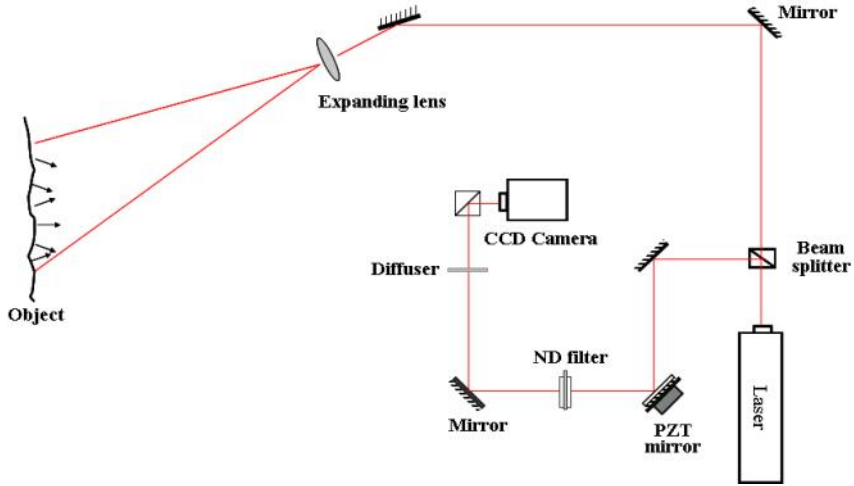 Mirror
Expanding lens
CCD Camera
Beam
splitter
Diffuser
Object
ND filter
Laser
Mirror
PZT
mirror